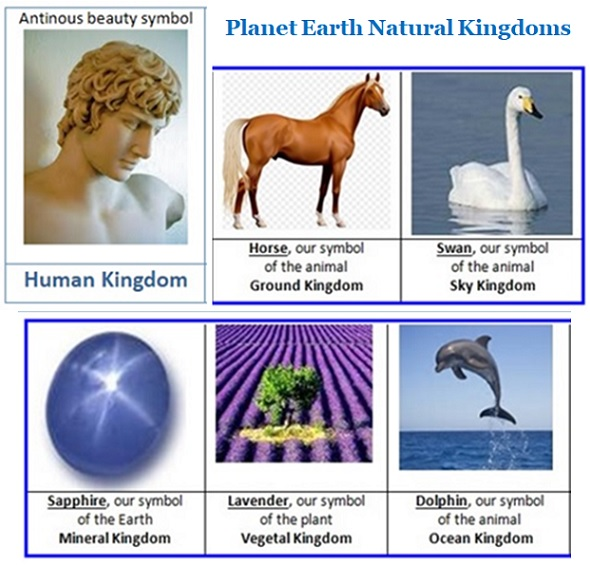 Antinous beauty symbol
Planet Earth Natural Kingdoms
Human Kingdom
Horse, our symbol
of the animal
Ground Kingdom
Swan, our symbol
of the animal
Sky Kingdom
Sapphire, our symbol
of the Earth
Mineral Kingdom
Lavender, our symbol
of the plant
Vegetal Kingdom
Dolphin, our symbol
of the animal
Ocean Kingdom